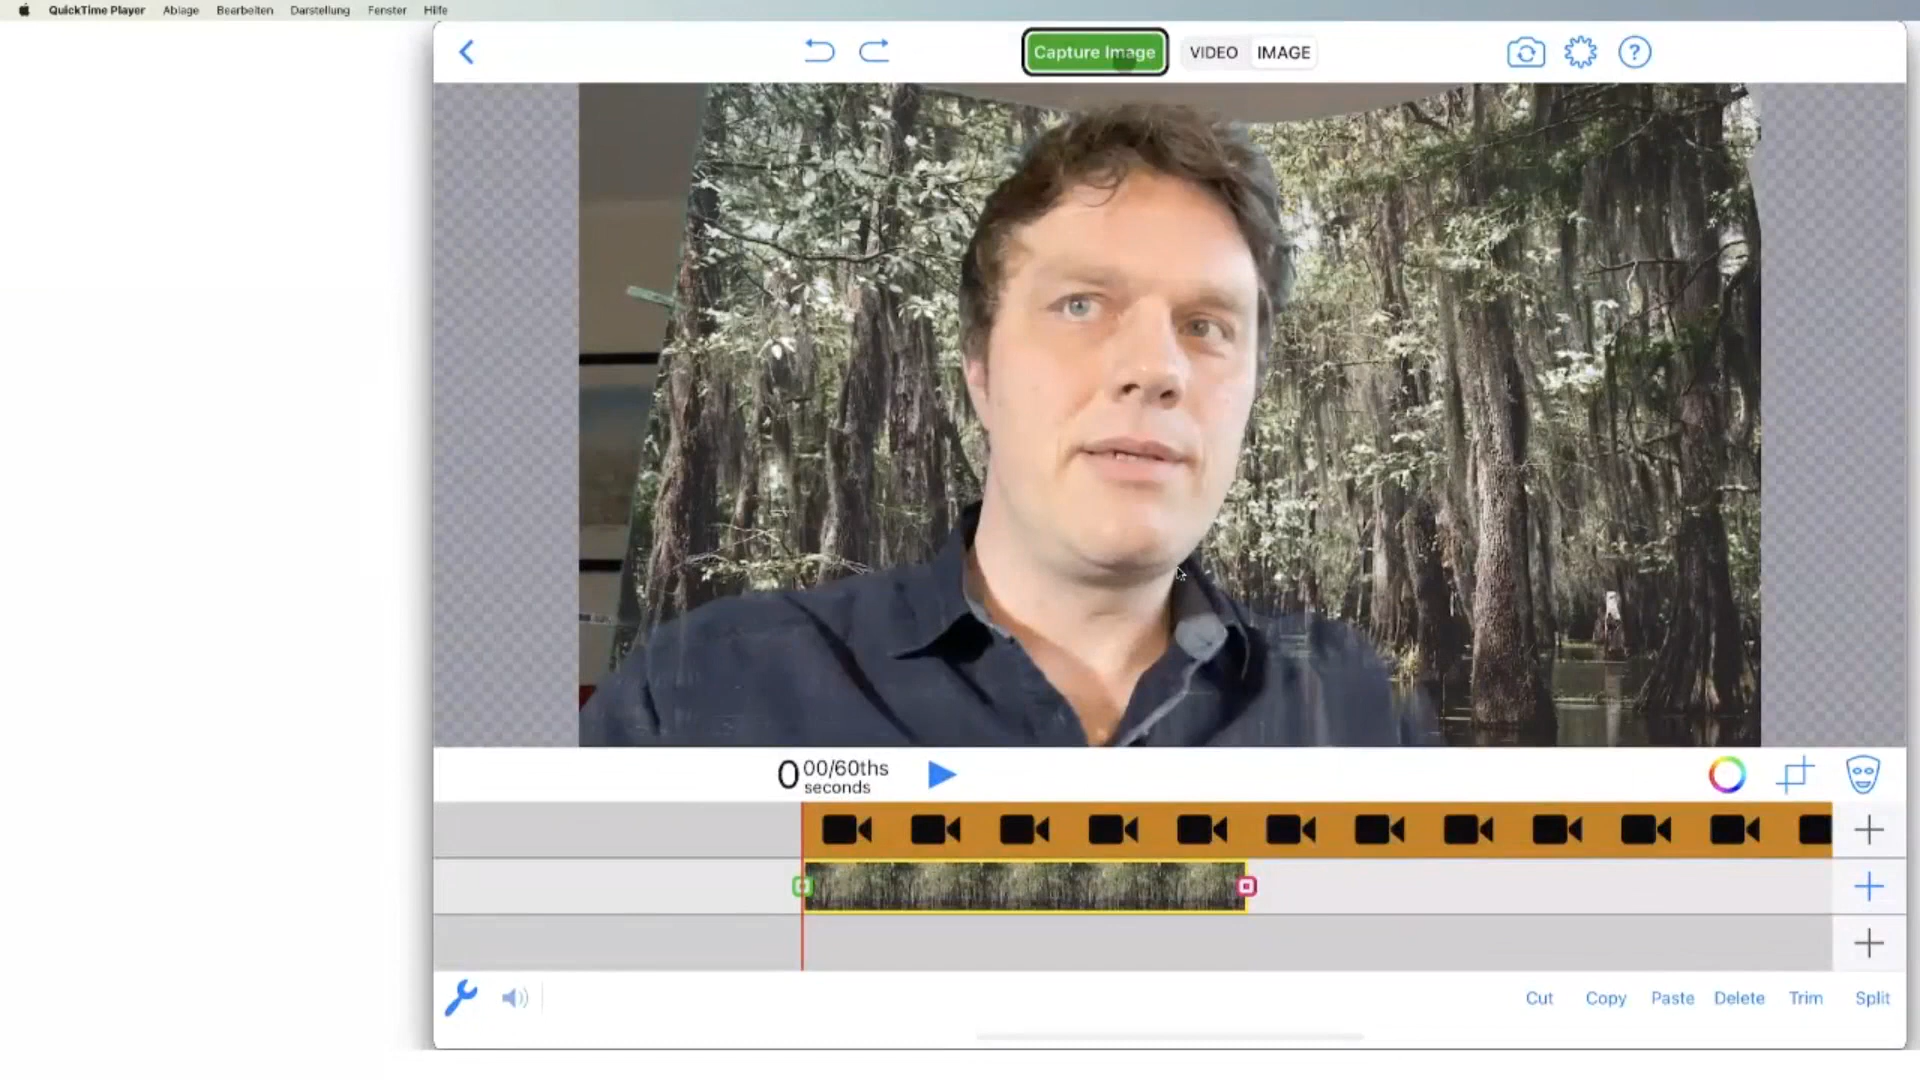 QuickTime Player Ablage Bearbeiten Darstellung Fenster Hilfe
Capture Image VIDEO IMAGE ?
0 00/60ths
seconds
Cut Copy Paste Delete Trim Split